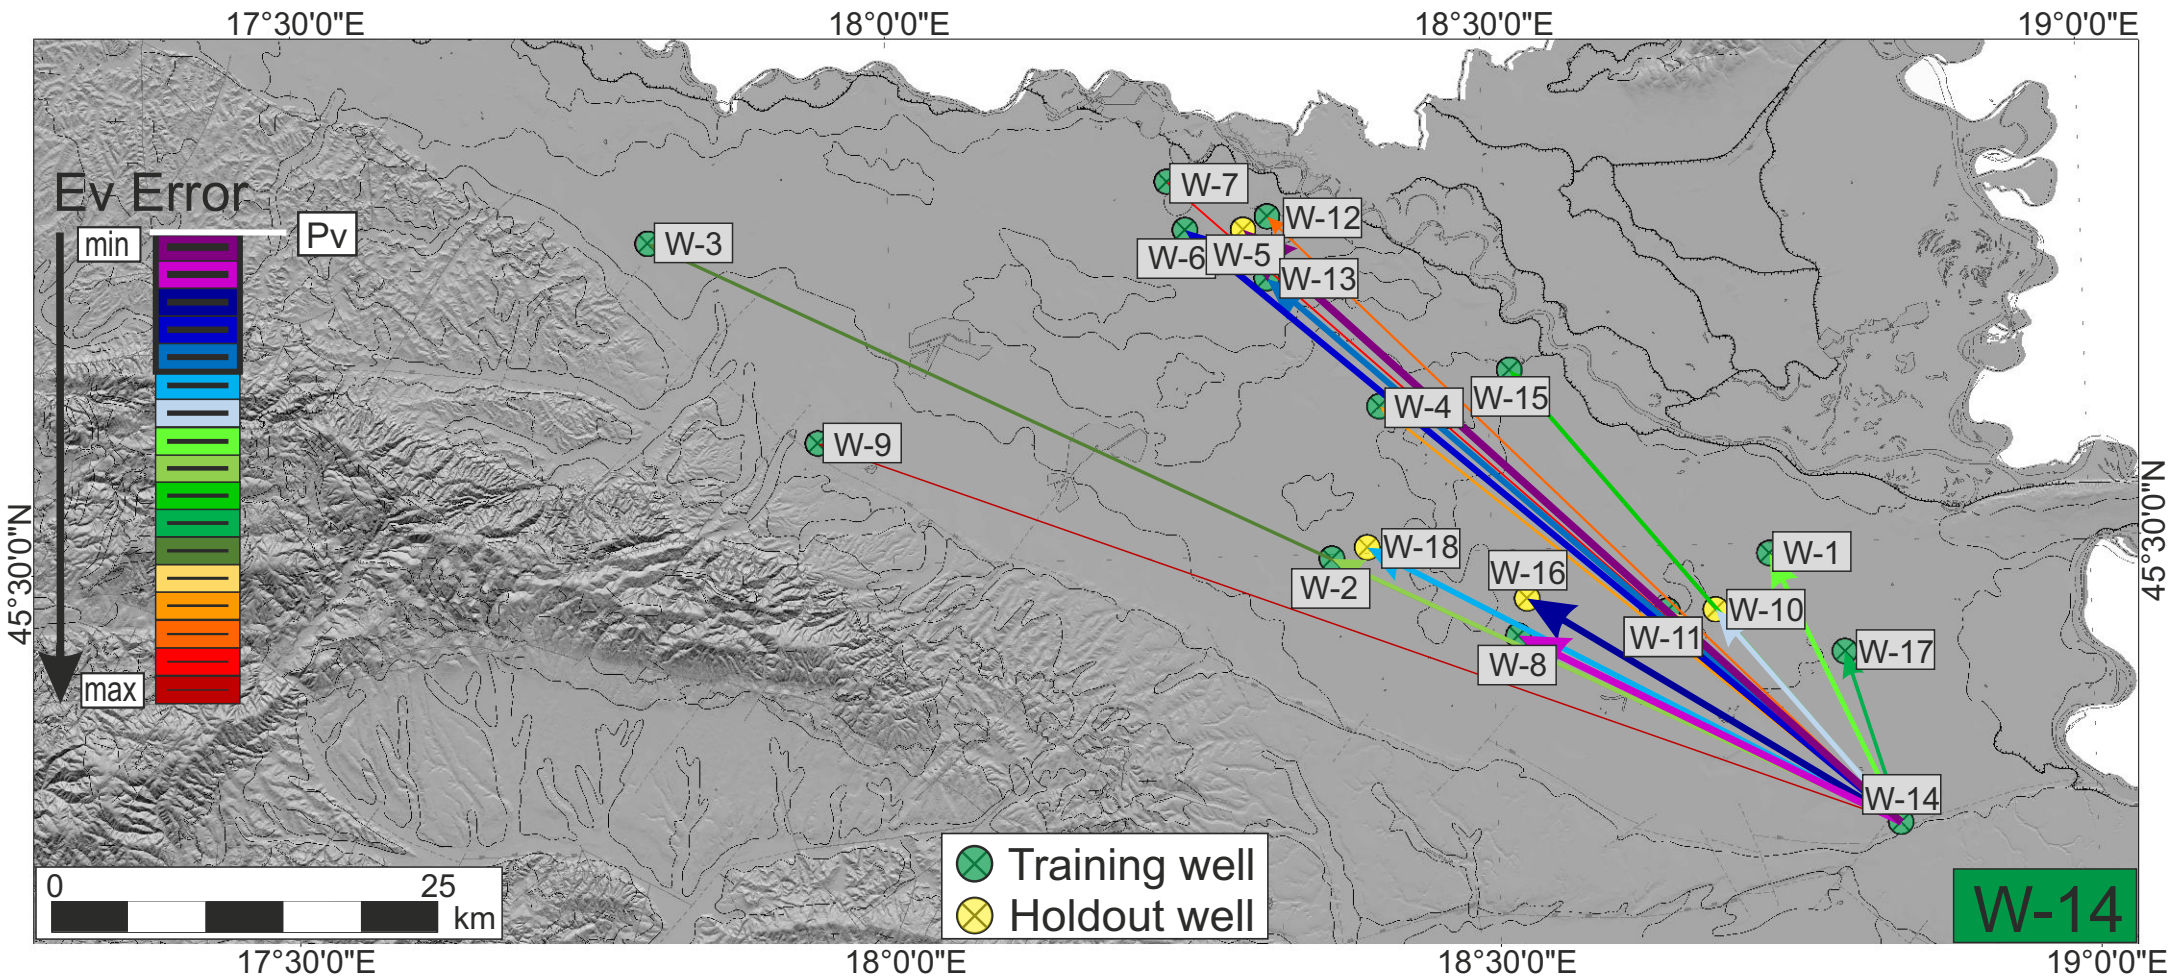 17°30'0"E 18°0'0"E 18°30'0"E 19°0'0"E
Ev Error
min
Pv
max
W-7
W-12
W-3
W-6
W-5
W-13
W-4
W-15
W-9
W-18
W-1
W-16
W-2
W-10
W-11
W-17
W-8
W-14
45°30'0"N
45°30'0"N
0 25
km
Training well
Holdout well
W-14
17°30'0"E 18°0'0"E 18°30'0"E 19°0'0"E